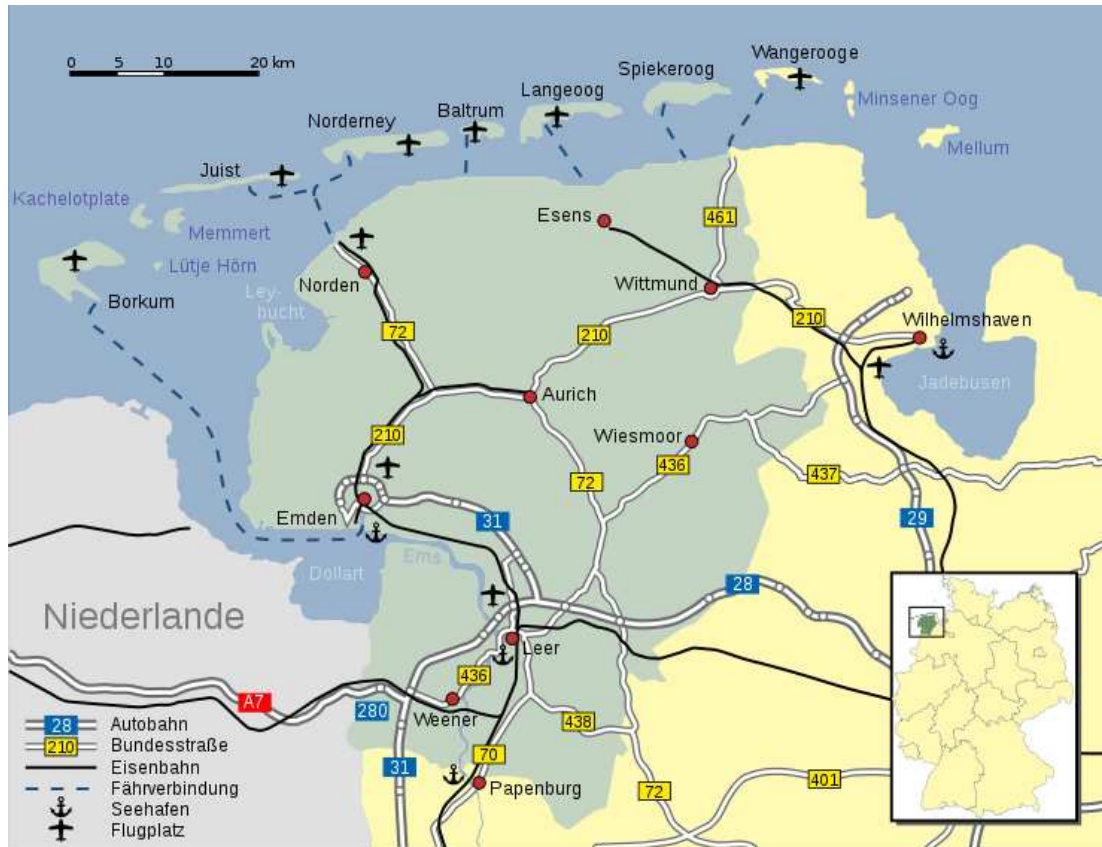 0 5 10 20 km
Wangerooge
Spiekeroog
Minsener Oog
Langeoog
Baltrum
Norderney
Mellum
Juist
Kachelotplate
Memmert
Esens
461
Lütje Hörn
Norden
Wittmund
Borkum
Ley-
bucht
210
Wilhelmshaven
72
210
Jadebusen
Aurich
210
Wiesmoor
436
437
72
Emden
31
29
Ems
Dollart
28
Niederlande
Leer
436
A7
280
Weener
438
28 Autobahn
210 Bundesstraße
70
Eisenbahn
31
401
Papenburg
72
Fährverbindung
Seehafen
Flugplatz